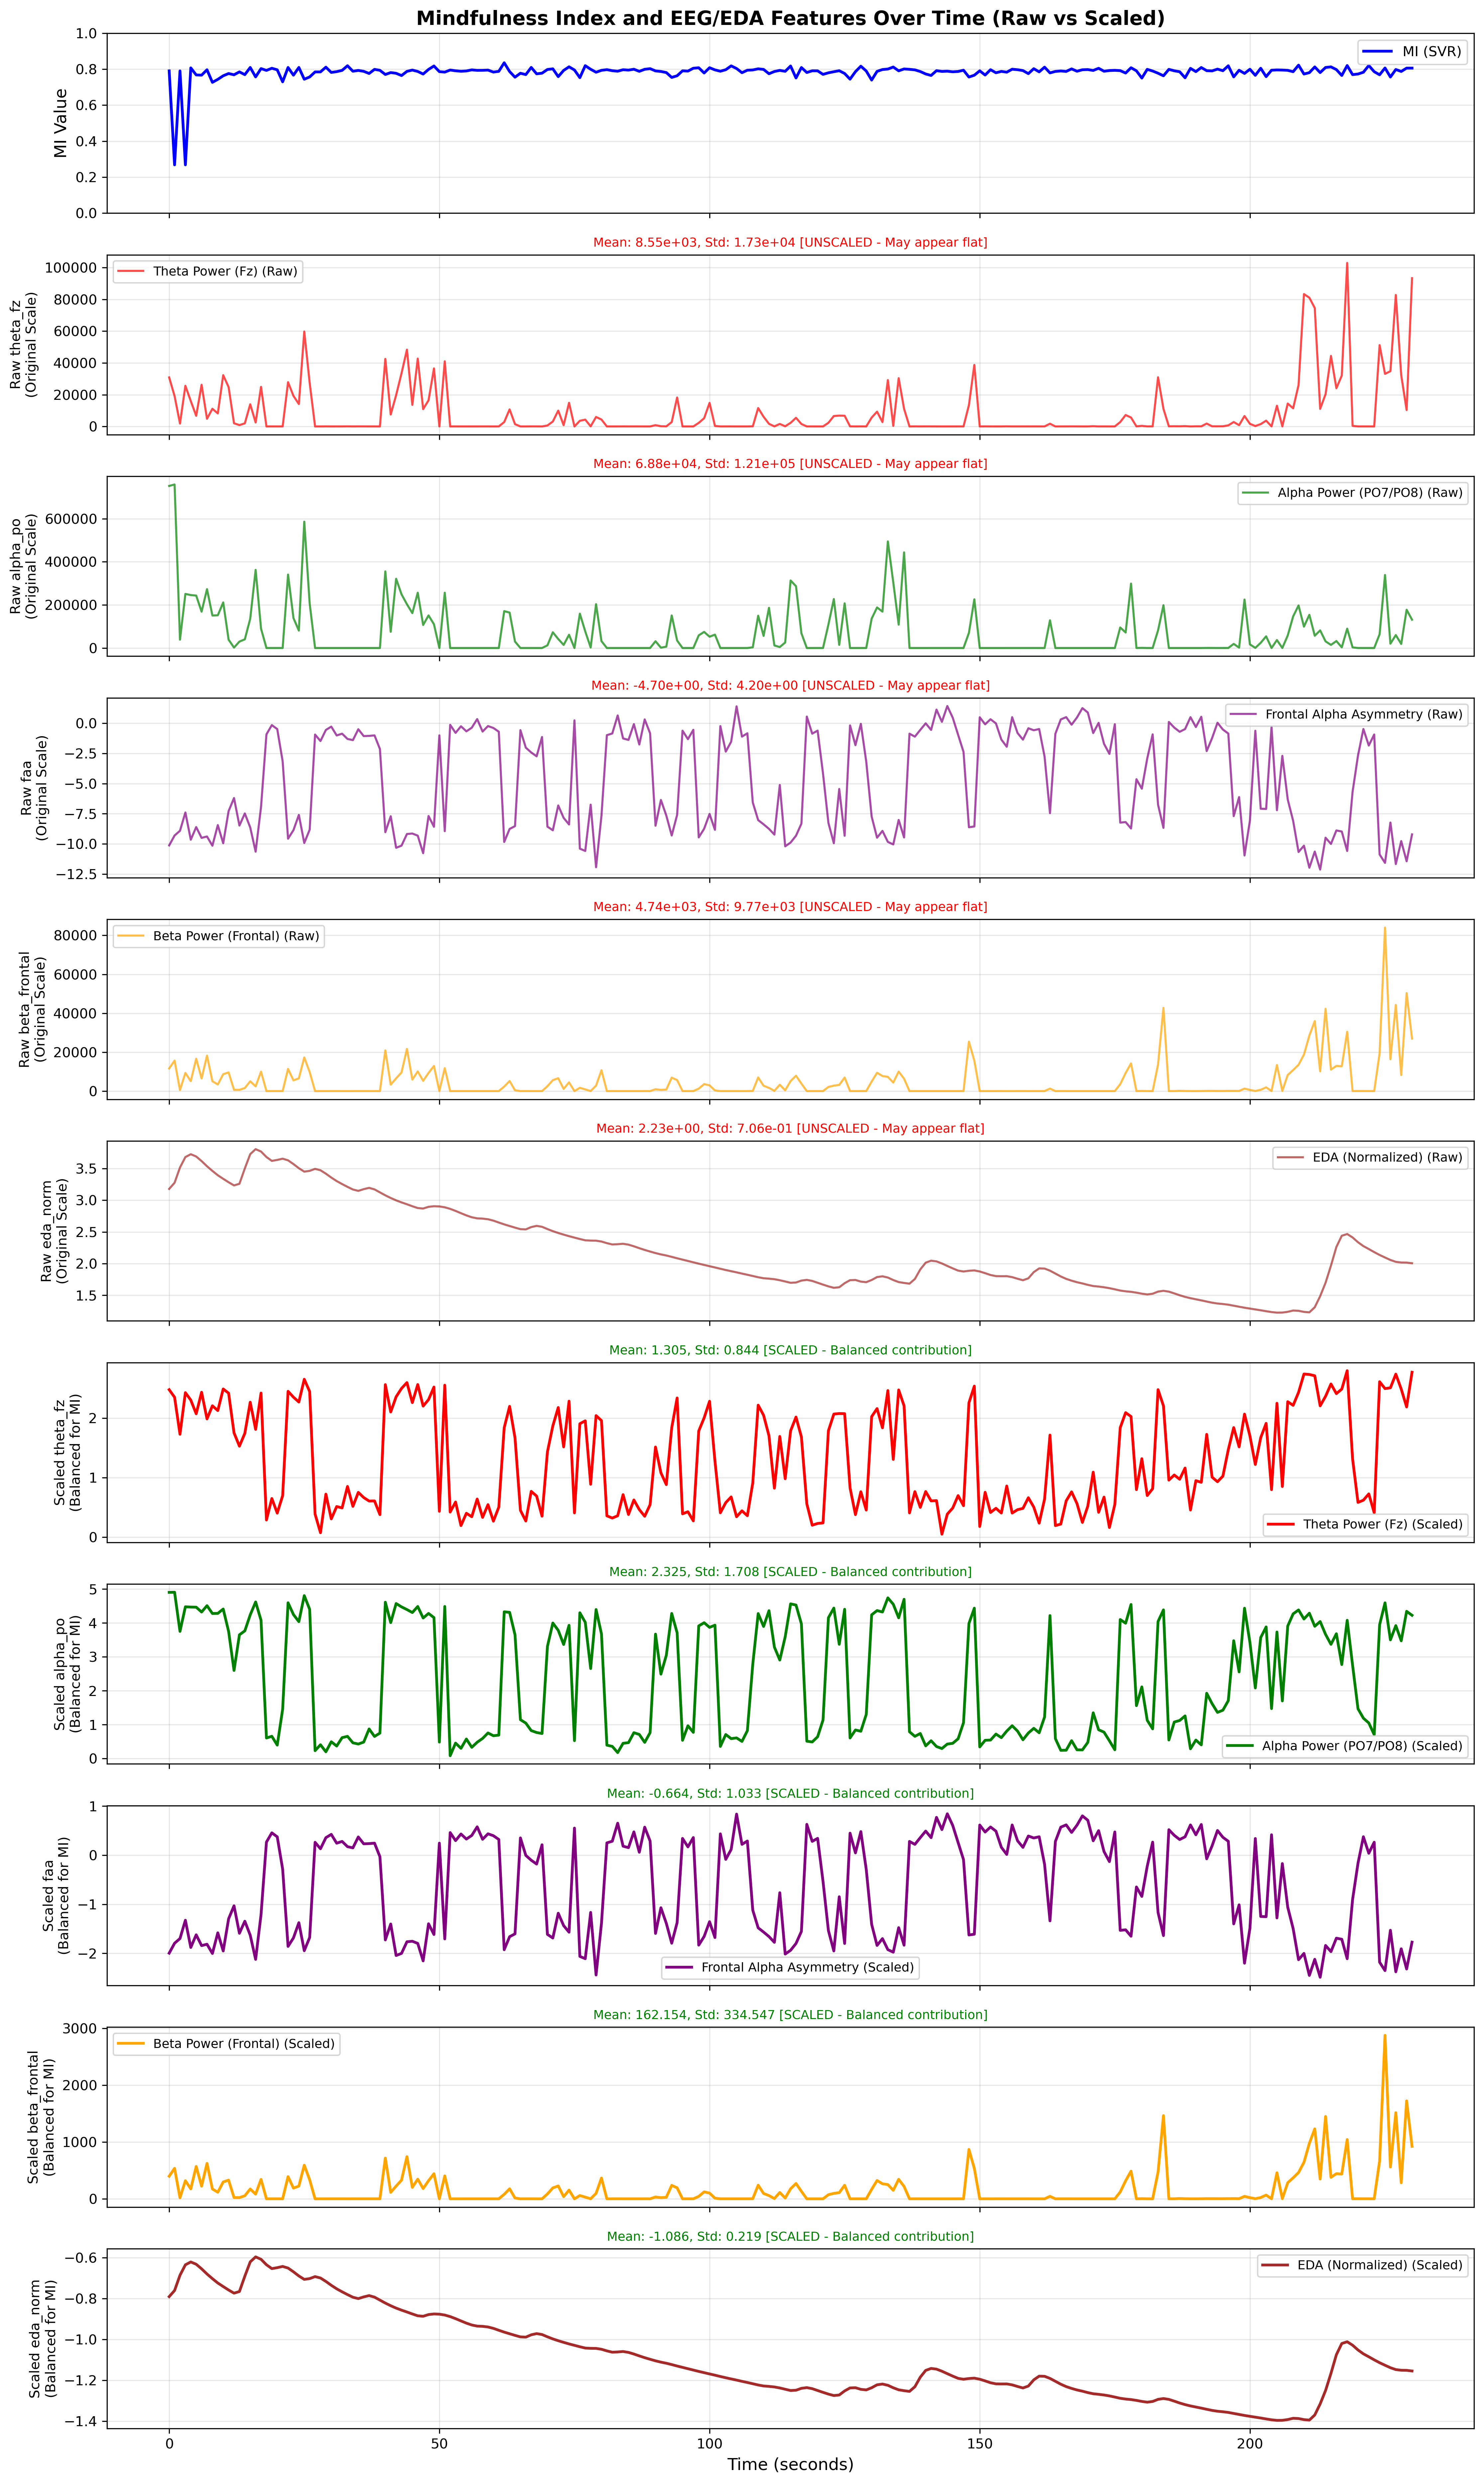 Mindfulness Index and EEG/EDA Features Over Time (Raw vs Scaled)
MI Value
1.0
0.8
0.6
0.4
0.2
0.0
MI (SVR)
Mean: 8.55e+03, Std: 1.73e+04 [UNSCALED - May appear flat]
Raw theta_fz
(Original Scale)
100000
80000
60000
40000
20000
0
Theta Power (Fz) (Raw)
Mean: 6.88e+04, Std: 1.21e+05 [UNSCALED - May appear flat]
Raw alpha_po
(Original Scale)
600000
400000
200000
0
Alpha Power (PO7/PO8) (Raw)
Mean: -4.70e+00, Std: 4.20e+00 [UNSCALED - May appear flat]
Raw faa
(Original Scale)
0.0
−2.5
−5.0
−7.5
−10.0
−12.5
Frontal Alpha Asymmetry (Raw)
Mean: 4.74e+03, Std: 9.77e+03 [UNSCALED - May appear flat]
Raw beta_frontal
(Original Scale)
80000
60000
40000
20000
0
Beta Power (Frontal) (Raw)
Mean: 2.23e+00, Std: 7.06e-01 [UNSCALED - May appear flat]
Raw eda_norm
(Original Scale)
3.5
3.0
2.5
2.0
1.5
EDA (Normalized) (Raw)
Mean: 1.305, Std: 0.844 [SCALED - Balanced contribution]
Scaled theta_fz
(Balanced for MI)
2
1
0
Theta Power (Fz) (Scaled)
Mean: 2.325, Std: 1.708 [SCALED - Balanced contribution]
Scaled alpha_po
(Balanced for MI)
5
4
3
2
1
0
Alpha Power (PO7/PO8) (Scaled)
Mean: -0.664, Std: 1.033 [SCALED - Balanced contribution]
Scaled faa
(Balanced for MI)
1
0
−1
−2
Frontal Alpha Asymmetry (Scaled)
Mean: 162.154, Std: 334.547 [SCALED - Balanced contribution]
Scaled beta_frontal
(Balanced for MI)
3000
2000
1000
0
Beta Power (Frontal) (Scaled)
Mean: -1.086, Std: 0.219 [SCALED - Balanced contribution]
Scaled eda_norm
(Balanced for MI)
−0.6
−0.8
−1.0
−1.2
−1.4
EDA (Normalized) (Scaled)
0 50 100 150 200
Time (seconds)